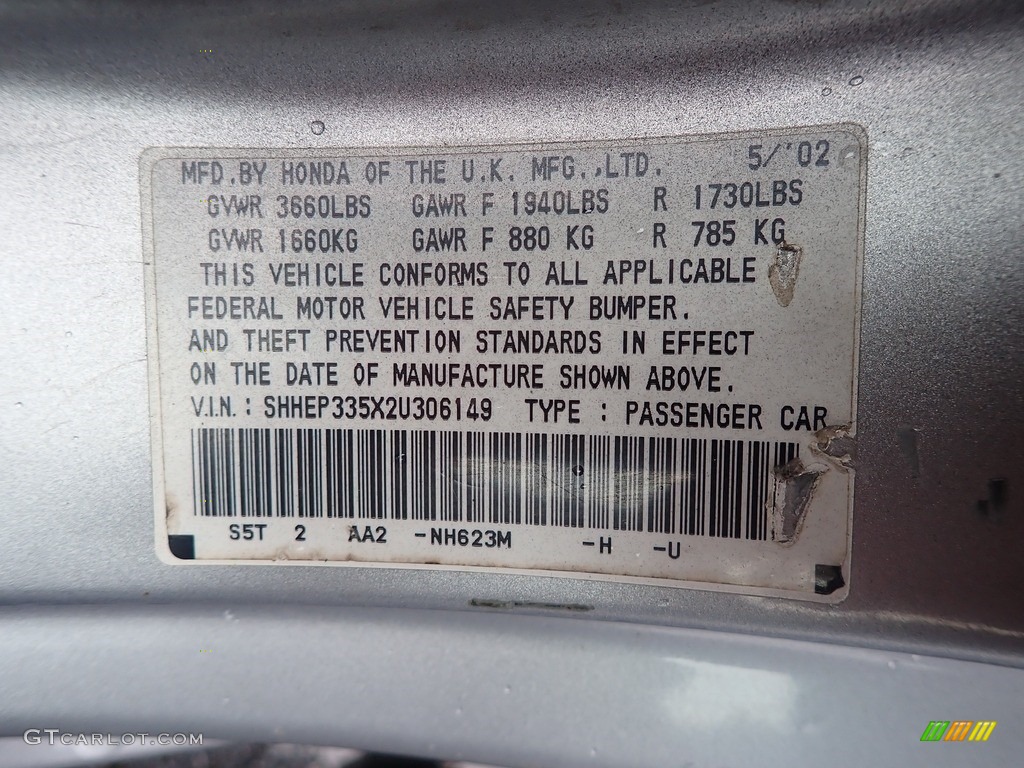 MFD.BY HONDA OF THE U.K. MFG.,LTD. 5/'02
GVWR 3660LBS GAWR F 1940LBS R 1730LBS
GVWR 1660KG GAWR F 880 KG R 785 KG
THIS VEHICLE CONFORMS TO ALL APPLICABLE
FEDERAL MOTOR VEHICLE SAFETY BUMPER.
AND THEFT PREVENTION STANDARDS IN EFFECT
ON THE DATE OF MANUFACTURE SHOWN ABOVE.
V.I.N. : SHHEP335X2U306149 TYPE : PASSENGER CAR
S5T 2 AA2 -NH623M -H -U
GTCARLOT.COM